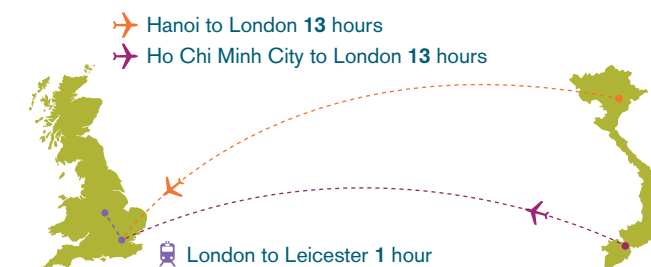 Hanoi to London 13 hours
Ho Chi Minh City to London 13 hours
London to Leicester 1 hour